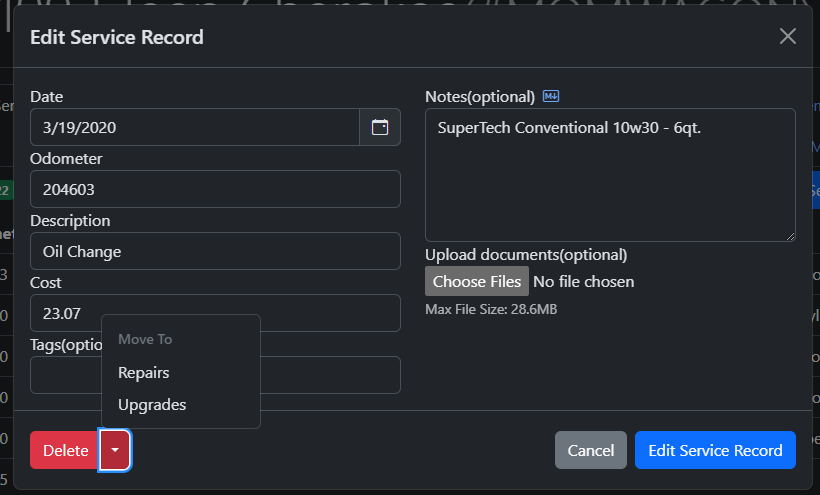 Edit Service Record
Date
3/19/2020
Odometer
204603
Description
Oil Change
Cost
23.07
Tags(optio
Move To
Repairs
Upgrades
Notes(optional)
SuperTech Conventional 10w30 - 6qt.
Upload documents(optional)
Choose Files No file chosen
Max File Size: 28.6MB
Delete
Cancel
Edit Service Record